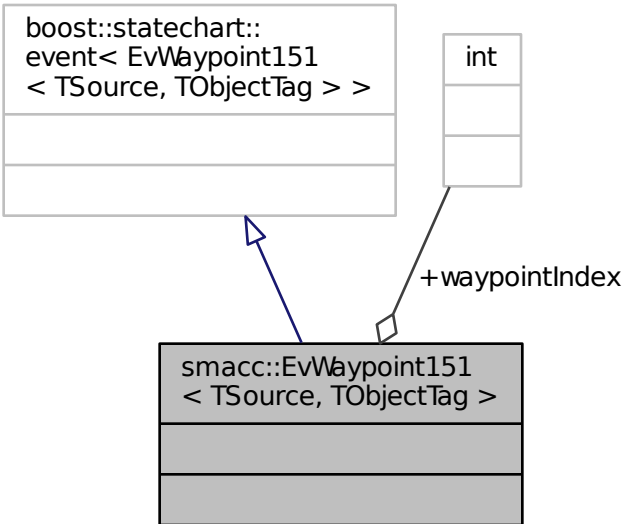 boost::statechart::
event< EvWaypoint151
< TSource, TObjectTag > >
int
+waypointIndex
smacc::EvWaypoint151
< TSource, TObjectTag >